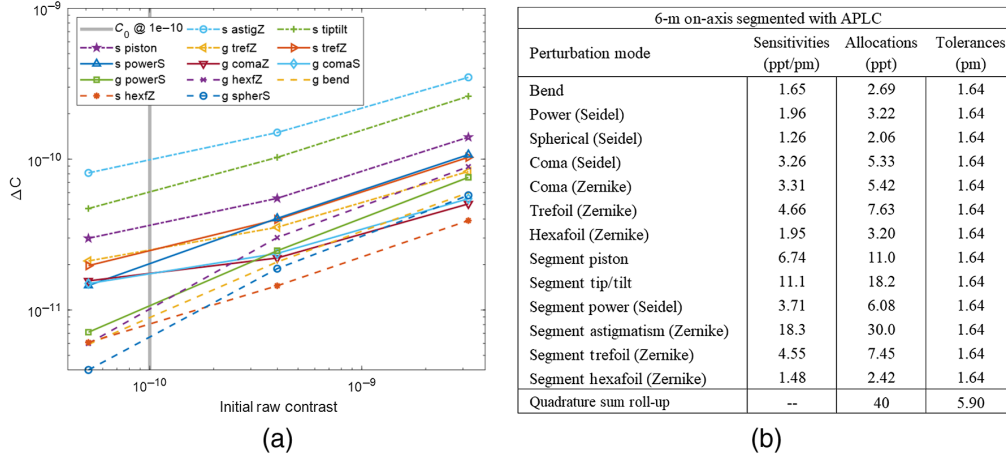 10⁻⁹
C₀ @ 1e−10
s astigZ
s tiptilt
s piston
g trefZ
s trefZ
s powerS
g comaZ
g comaS
g powerS
g hexfZ
g bend
s hexfZ
g spherS
ΔC
10⁻¹⁰
10⁻¹¹
10⁻¹⁰
10⁻⁹
Initial raw contrast
(a)
6-m on-axis segmented with APLC
Perturbation mode Sensitivities (ppt/pm) Allocations (ppt) Tolerances (pm)
Bend 1.65 2.69 1.64
Power (Seidel) 1.96 3.22 1.64
Spherical (Seidel) 1.26 2.06 1.64
Coma (Seidel) 3.26 5.33 1.64
Coma (Zernike) 3.31 5.42 1.64
Trefoil (Zernike) 4.66 7.63 1.64
Hexafoil (Zernike) 1.95 3.20 1.64
Segment piston 6.74 11.0 1.64
Segment tip/tilt 11.1 18.2 1.64
Segment power (Seidel) 3.71 6.08 1.64
Segment astigmatism (Zernike) 18.3 30.0 1.64
Segment trefoil (Zernike) 4.55 7.45 1.64
Segment hexafoil (Zernike) 1.48 2.42 1.64
Quadrature sum roll-up -- 40 5.90
(b)